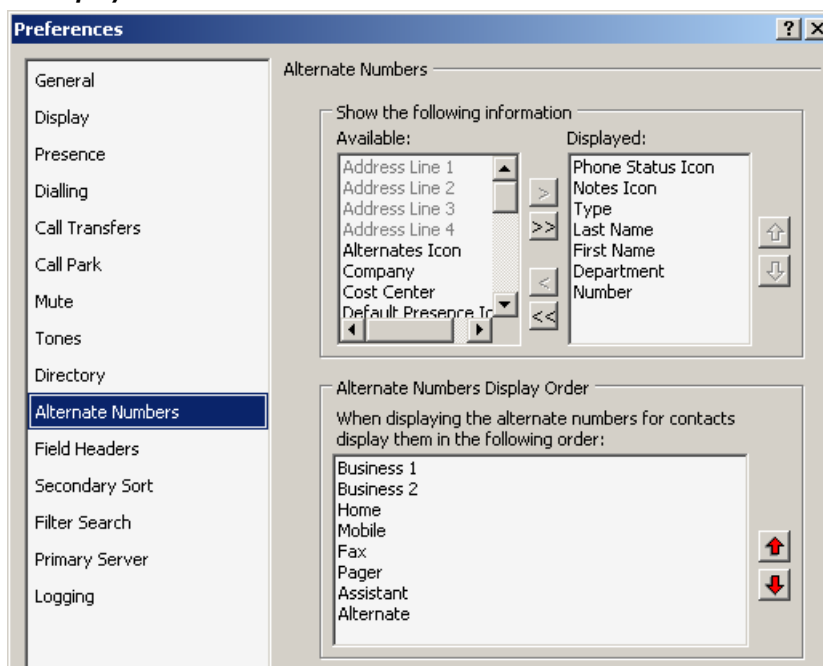 Preferences
General
Display
Presence
Dialling
Call Transfers
Call Park
Mute
Tones
Directory
Alternate Numbers
Field Headers
Secondary Sort
Filter Search
Primary Server
Logging
Alternate Numbers
Show the following information
Available:
Address Line 1
Address Line 2
Address Line 3
Address Line 4
Alternates Icon
Company
Cost Center
Default Presence Ic
>
>>
<
<<
Displayed:
Phone Status Icon
Notes Icon
Type
Last Name
First Name
Department
Number
Alternate Numbers Display Order
When displaying the alternate numbers for contacts
display them in the following order:
Business 1
Business 2
Home
Mobile
Fax
Pager
Assistant
Alternate